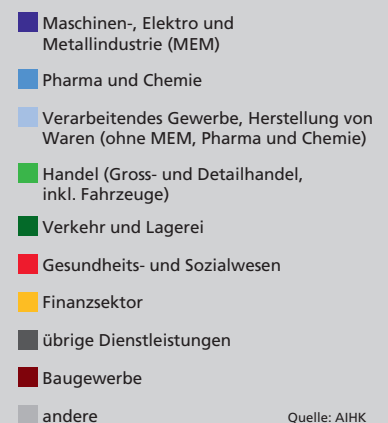 Maschinen-, Elektro und
Metallindustrie (MEM)
Pharma und Chemie
Verarbeitendes Gewerbe, Herstellung von
Waren (ohne MEM, Pharma und Chemie)
Handel (Gross- und Detailhandel,
inkl. Fahrzeuge)
Verkehr und Lagerei
Gesundheits- und Sozialwesen
Finanzsektor
übrige Dienstleistungen
Baugewerbe
andere
Quelle: AIHK